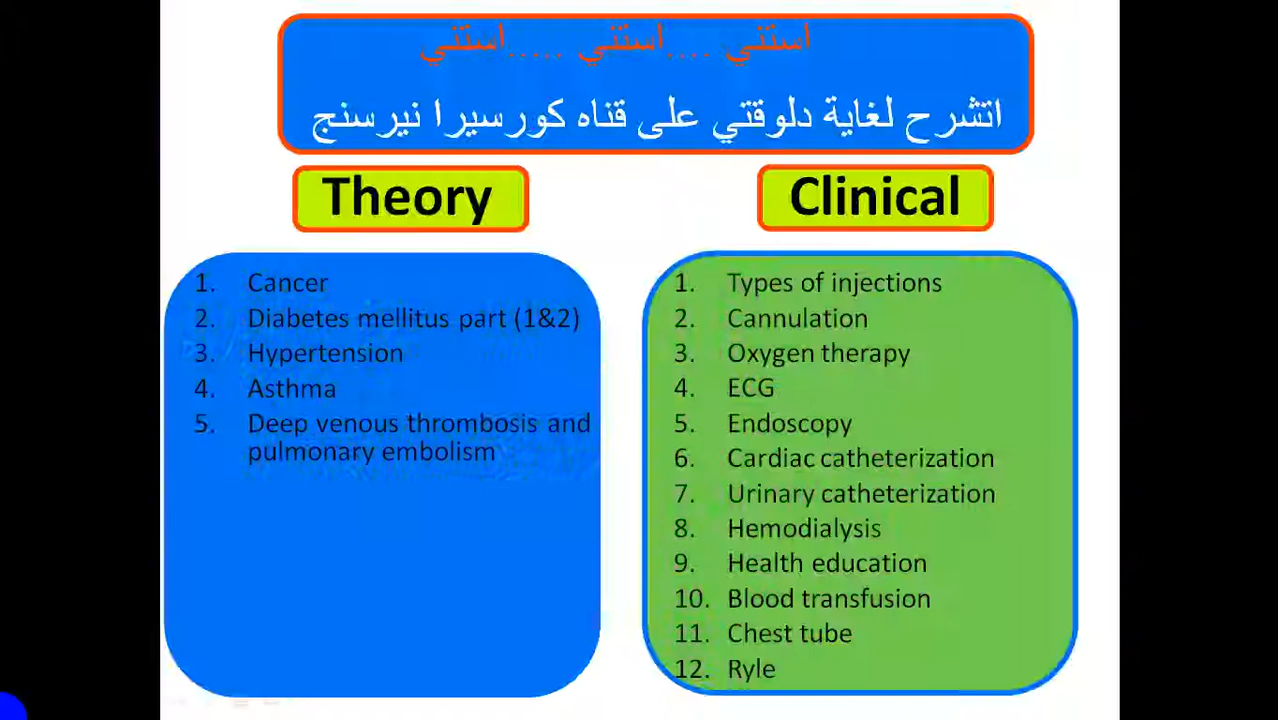 استني .....استني ....استني
اتشرح لغاية دلوقتي على قناه كورسيرا نيرسنج
Theory
1. Cancer
2. Diabetes mellitus part (1&2)
3. Hypertension
4. Asthma
5. Deep venous thrombosis and
pulmonary embolism
Clinical
1. Types of injections
2. Cannulation
3. Oxygen therapy
4. ECG
5. Endoscopy
6. Cardiac catheterization
7. Urinary catheterization
8. Hemodialysis
9. Health education
10. Blood transfusion
11. Chest tube
12. Ryle